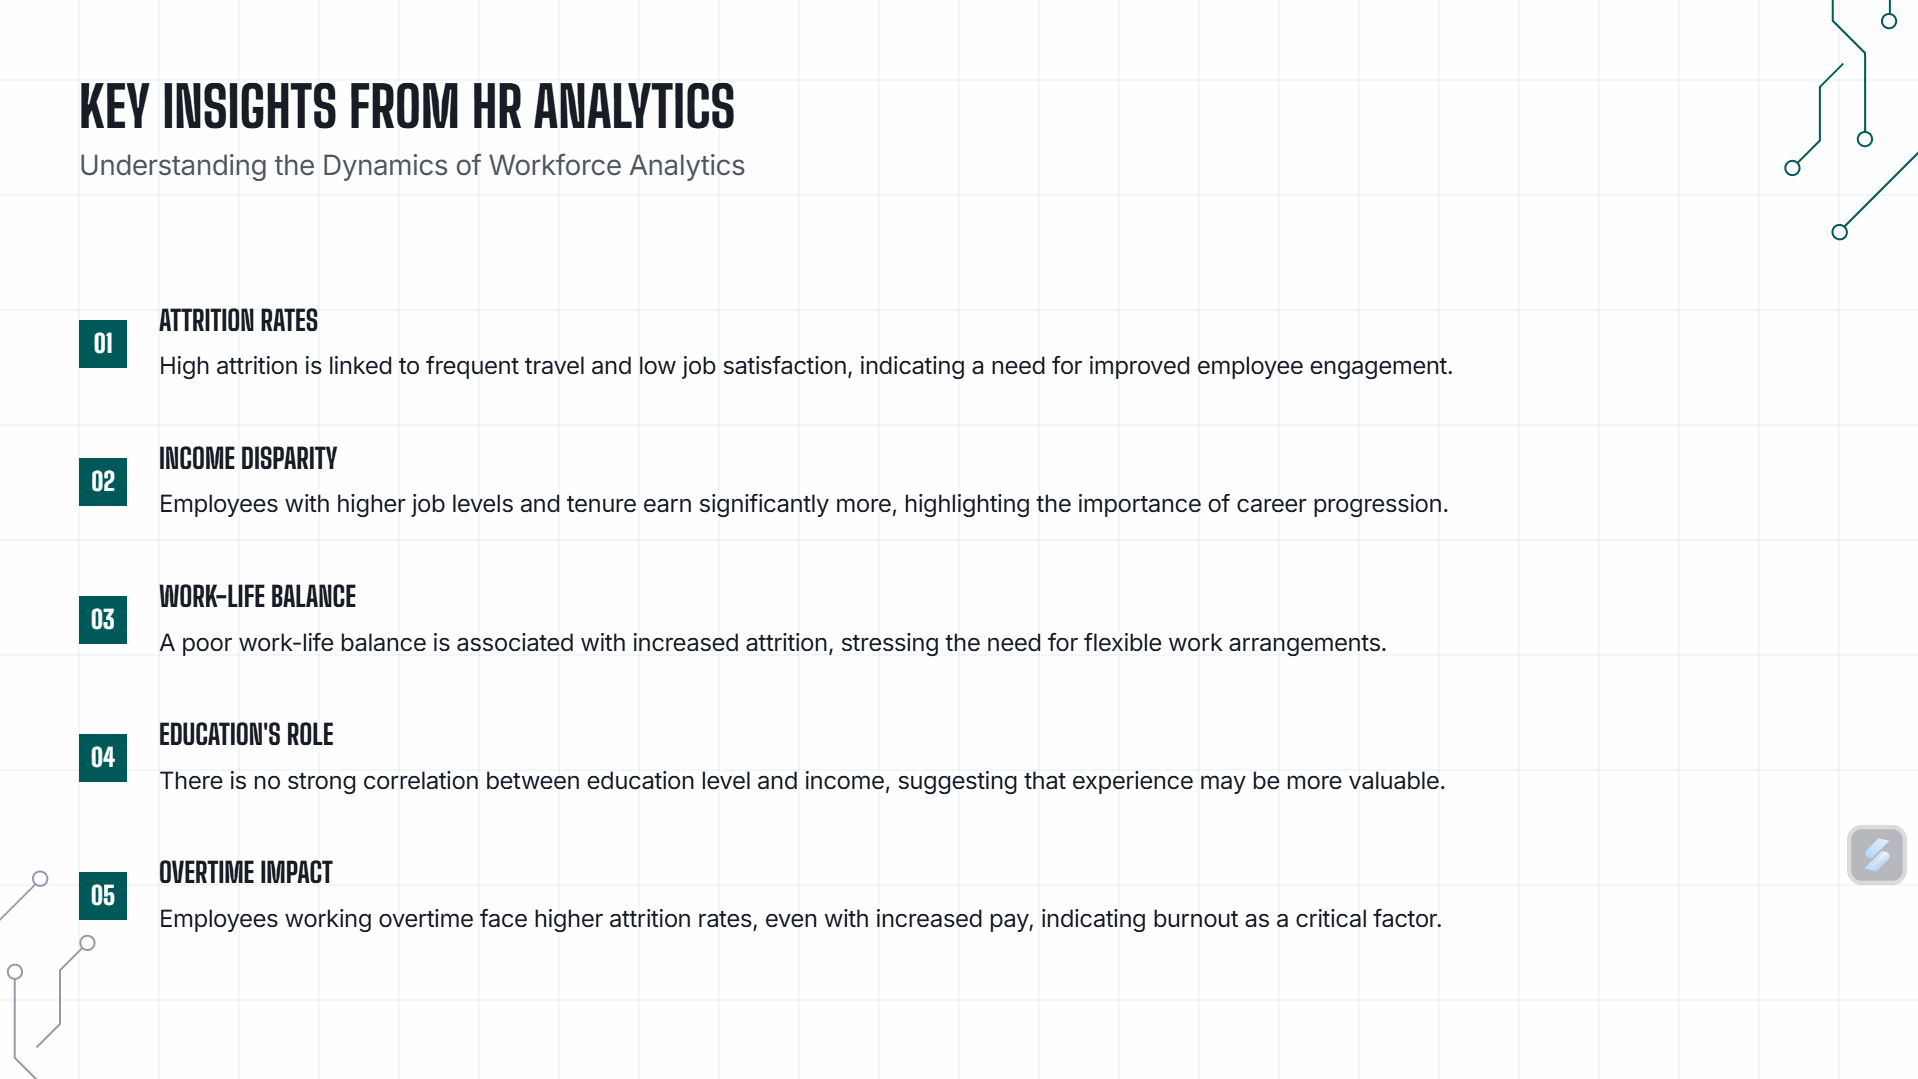 KEY INSIGHTS FROM HR ANALYTICS
Understanding the Dynamics of Workforce Analytics
01
ATTRITION RATES
High attrition is linked to frequent travel and low job satisfaction, indicating a need for improved employee engagement.
02
INCOME DISPARITY
Employees with higher job levels and tenure earn significantly more, highlighting the importance of career progression.
03
WORK-LIFE BALANCE
A poor work-life balance is associated with increased attrition, stressing the need for flexible work arrangements.
04
EDUCATION'S ROLE
There is no strong correlation between education level and income, suggesting that experience may be more valuable.
05
OVERTIME IMPACT
Employees working overtime face higher attrition rates, even with increased pay, indicating burnout as a critical factor.